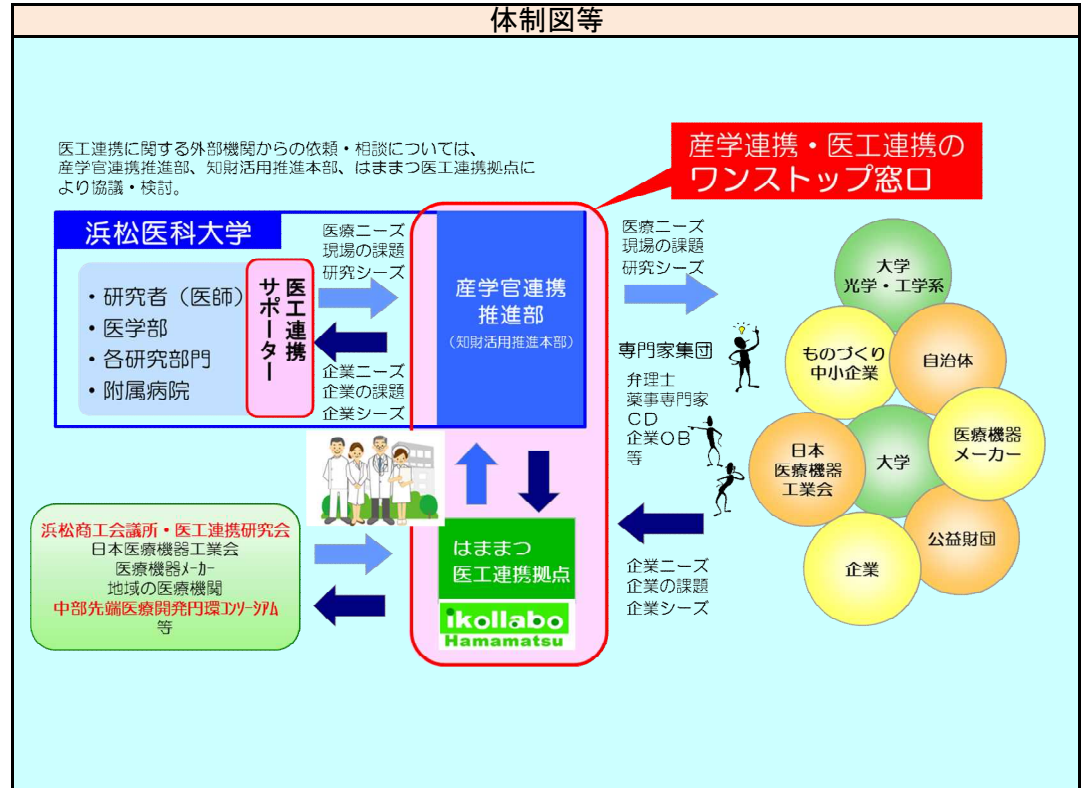 体制図等
医工連携に関する外部機関からの依頼・相談については、
産学官連携推進部、知財活用推進本部、はままつ医工連携拠点に
より協議・検討。
産学連携・医工連携の
ワンストップ窓口
浜松医科大学
・研究者（医師）
・医学部
・各研究部門
・附属病院
医工連携
サポーター
医療ニーズ
現場の課題
研究シーズ
企業ニーズ
企業の課題
企業シーズ
産学官連携
推進部
（知財活用推進本部）
医療ニーズ
現場の課題
研究シーズ
専門家集団
弁理士
薬事専門家
CD
企業OB
等
企業ニーズ
企業の課題
企業シーズ
大学
光学・工学系
ものづくり
中小企業
自治体
日本
医療機器
工業会
大学
医療機器
メーカー
公益財団
企業
浜松商工会議所・医工連携研究会
日本医療機器工業会
医療機器ﾒｰｶｰ
地域の医療機関
中部先端医療開発円環ｺﾝｿｰｼｱﾑ
等
はままつ
医工連携拠点
ikollabo
Hamamatsu